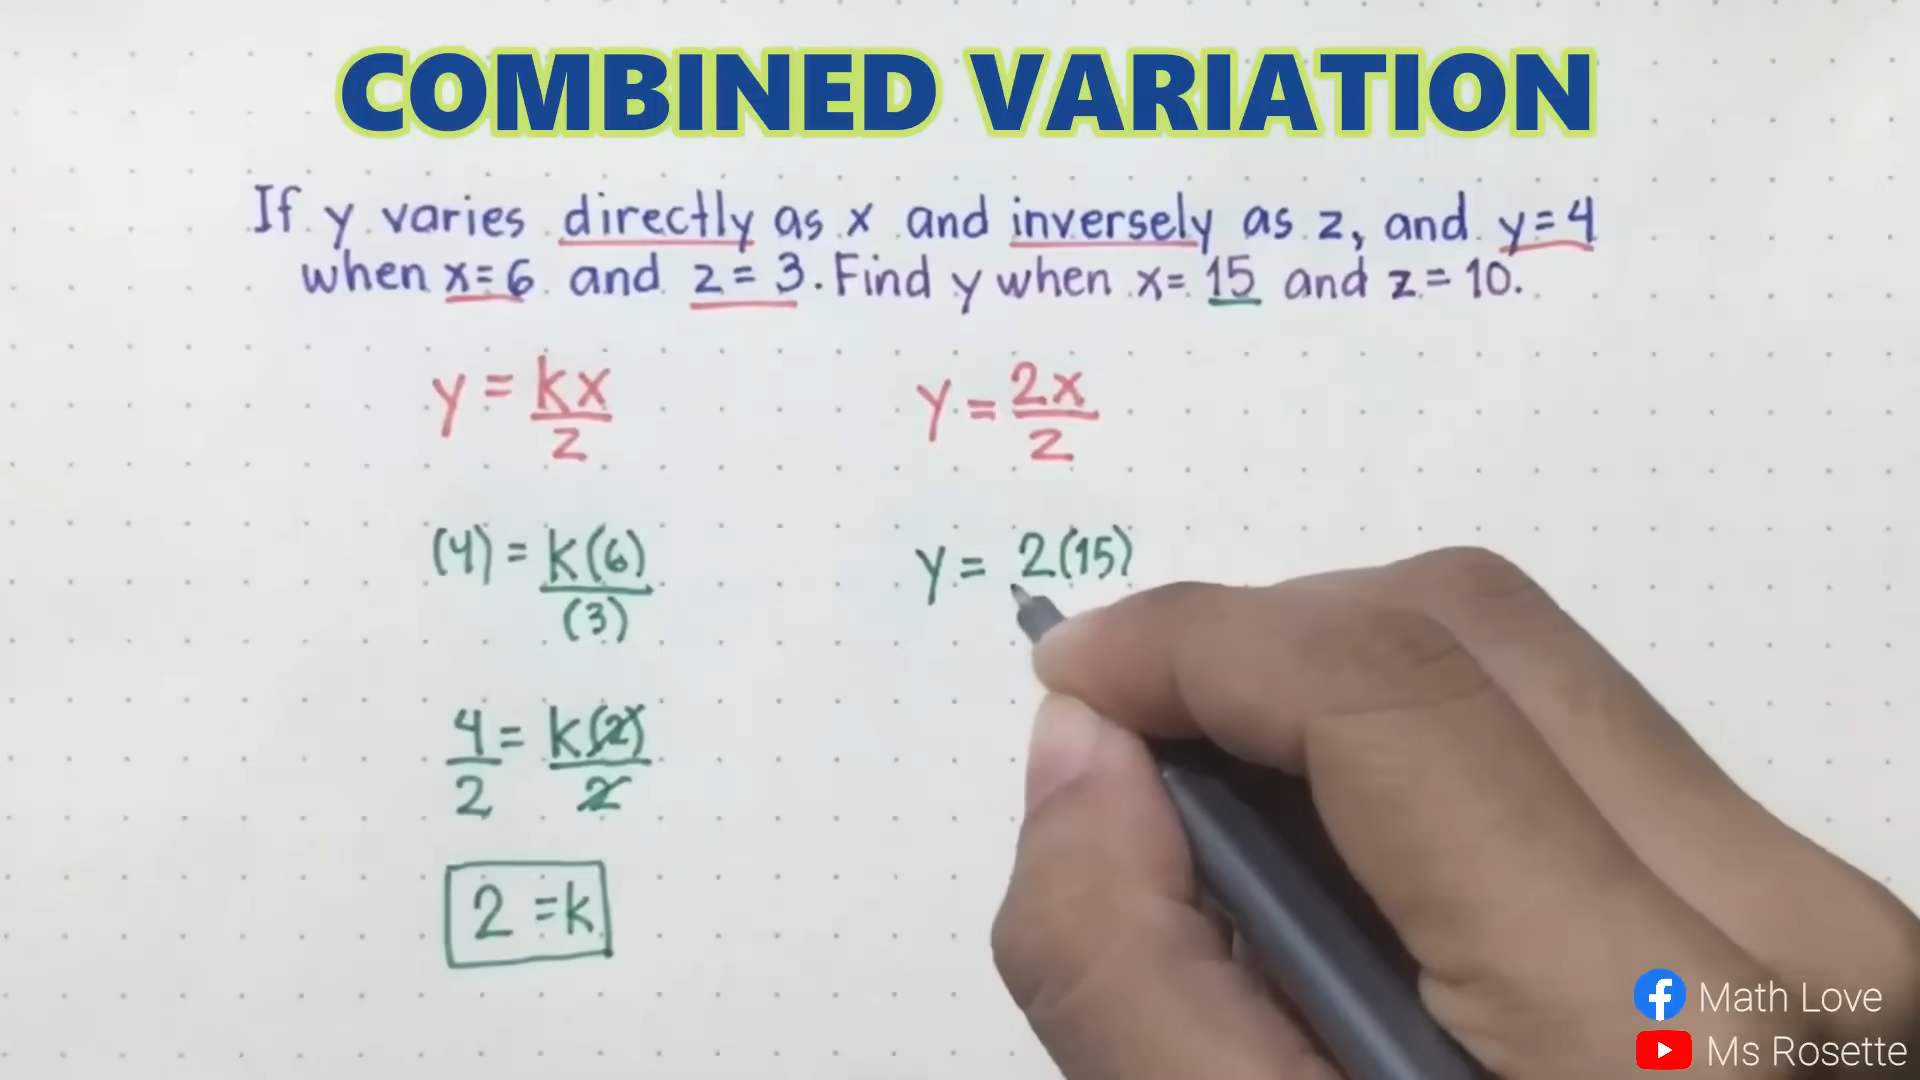 COMBINED VARIATION
If y varies directly as x and inversely as z, and y=4
when x=6 and z=3. Find y when x=15 and z=10.
y = kx/z
y = 2x/z
(4) = k(6)/(3)
y = 2(15)
4/2 = k(2)/2
2 = k
Math Love
Ms Rosette